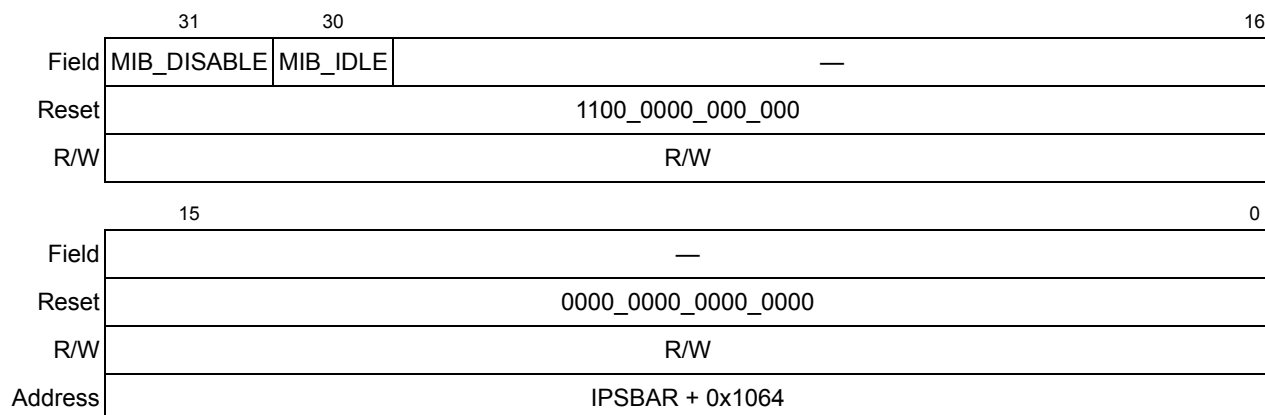 31 30 16
Field MIB_DISABLE MIB_IDLE —
Reset 1100_0000_000_000
R/W R/W
15 0
Field —
Reset 0000_0000_0000_0000
R/W R/W
Address IPSBAR + 0x1064